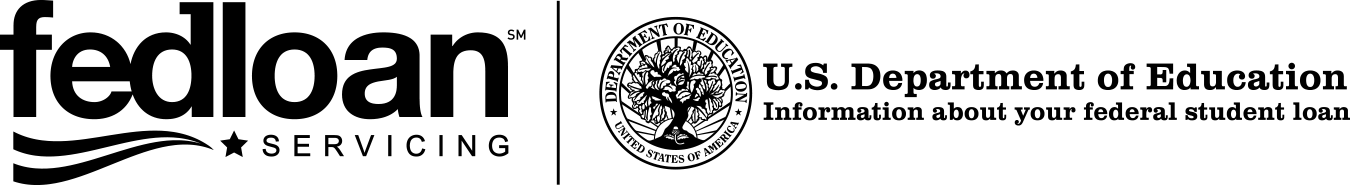 fedloan SM
SERVICING
DEPARTMENT OF EDUCATION
UNITED STATES OF AMERICA
U.S. Department of Education
Information about your federal student loan